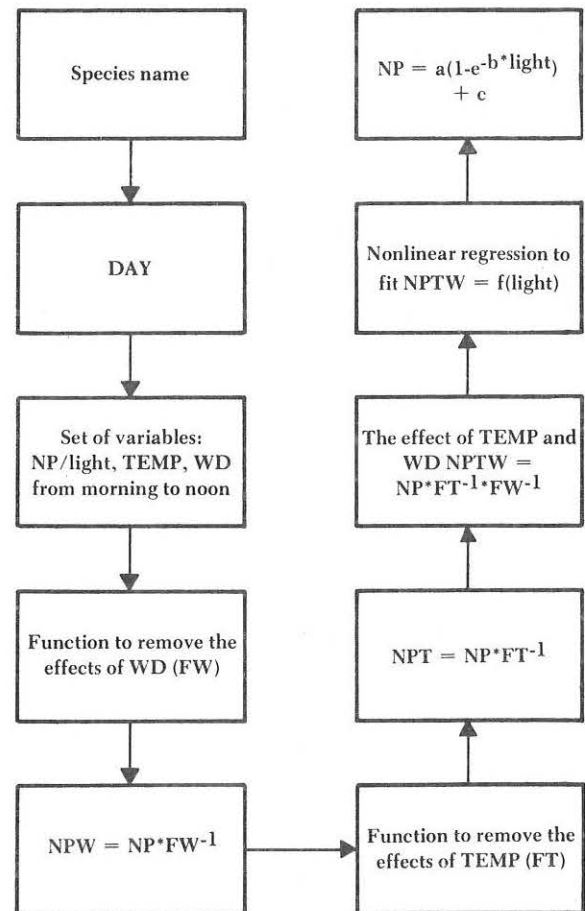 Species name
DAY
Set of variables:
NP/light, TEMP, WD
from morning to noon
Function to remove the
effects of WD (FW)
NPW = NP*FW⁻¹
Function to remove the
effects of TEMP (FT)
NPT = NP*FT⁻¹
The effect of TEMP and
WD NPTW =
NP*FT⁻¹*FW⁻¹
Nonlinear regression to
fit NPTW = f(light)
NP = a(1-e⁻ᵇ*light)
+ c